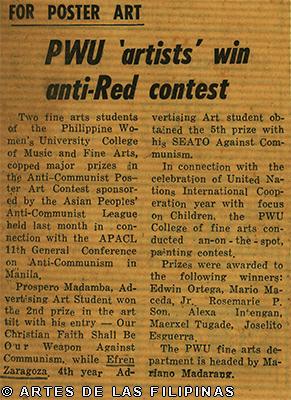 FOR POSTER ART
PWU 'artists' win
anti-Red contest
Two fine arts students
of the Philippine Wo-
men's University College
of Music and Fine Arts,
copped major prizes in
the Anti-Communist Pos-
ter Art Contest sponsor-
ed by the Asian Peoples'
Anti-Communist League
held last month in con-
nection with the APACL
11th General Conference
on Anti-Communism in
Manila.
Prospero Madamba, Ad-
vertising Art Student won
the 2nd prize in the art
tilt with his entry — Our
Christian Faith Shall Be
Our Weapon Against
Communism, while Efren
Zaragoza, 4th year Ad-
vertising Art student ob-
tained the 5th prize with
his SEATO Against Com-
munism.
In connection with the
celebration of United Na-
tions International Coop-
eration year with focus
on Children, the PWU
College of fine arts con-
ducted an-on-the-spot,
painting contest.
Prizes were awarded to
the following winners:
Edwin Ortega, Mario Ma-
ceda, Jr., Rosemarie P.
Son, Alexa Intengan,
Maerxel Tugade, Joselito
Esguerra.
The PWU fine arts de-
partment is headed by Ma-
riano Madarang.
© ARTES DE LAS FILIPINAS